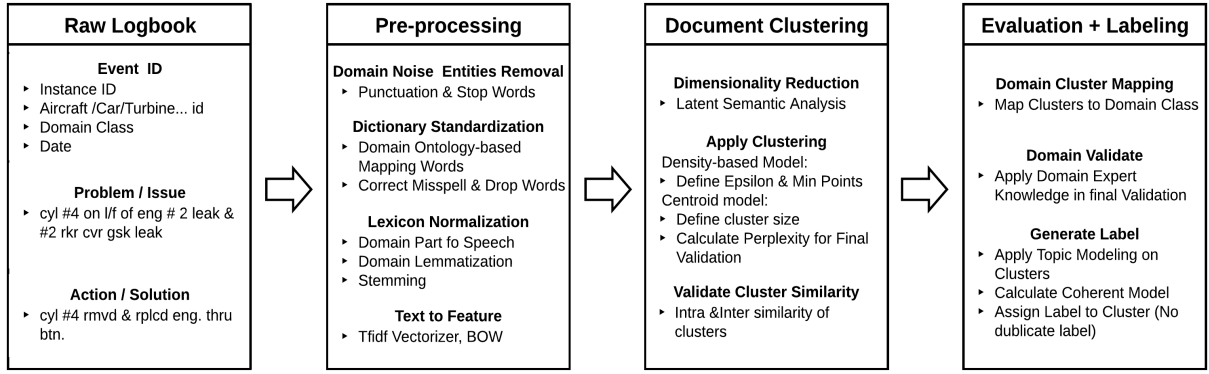 Raw Logbook
Event ID
‣ Instance ID
‣ Aircraft /Car/Turbine... id
‣ Domain Class
‣ Date
Problem / Issue
‣ cyl #4 on l/f of eng # 2 leak &
#2 rkr cvr gsk leak
Action / Solution
‣ cyl #4 rmvd & rplcd eng. thru
btn.
Pre-processing
Domain Noise Entities Removal
‣ Punctuation & Stop Words
Dictionary Standardization
‣ Domain Ontology-based
Mapping Words
‣ Correct Misspell & Drop Words
Lexicon Normalization
‣ Domain Part fo Speech
‣ Domain Lemmatization
‣ Stemming
Text to Feature
‣ Tfidf Vectorizer, BOW
Document Clustering
Dimensionality Reduction
‣ Latent Semantic Analysis
Apply Clustering
Density-based Model:
‣ Define Epsilon & Min Points
Centroid model:
‣ Define cluster size
‣ Calculate Perplexity for Final
Validation
Validate Cluster Similarity
‣ Intra &Inter similarity of
clusters
Evaluation + Labeling
Domain Cluster Mapping
‣ Map Clusters to Domain Class
Domain Validate
‣ Apply Domain Expert
Knowledge in final Validation
Generate Label
‣ Apply Topic Modeling on
Clusters
‣ Calculate Coherent Model
‣ Assign Label to Cluster (No
dublicate label)